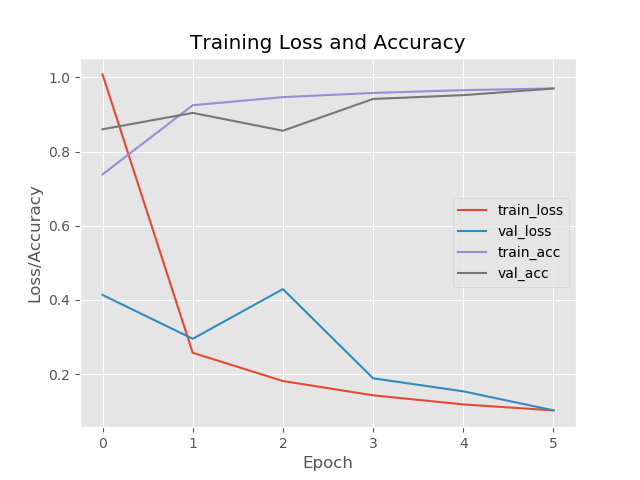 Training Loss and Accuracy
1.0
0.8
0.6
0.4
0.2
Loss/Accuracy
train_loss
val_loss
train_acc
val_acc
0 1 2 3 4 5
Epoch